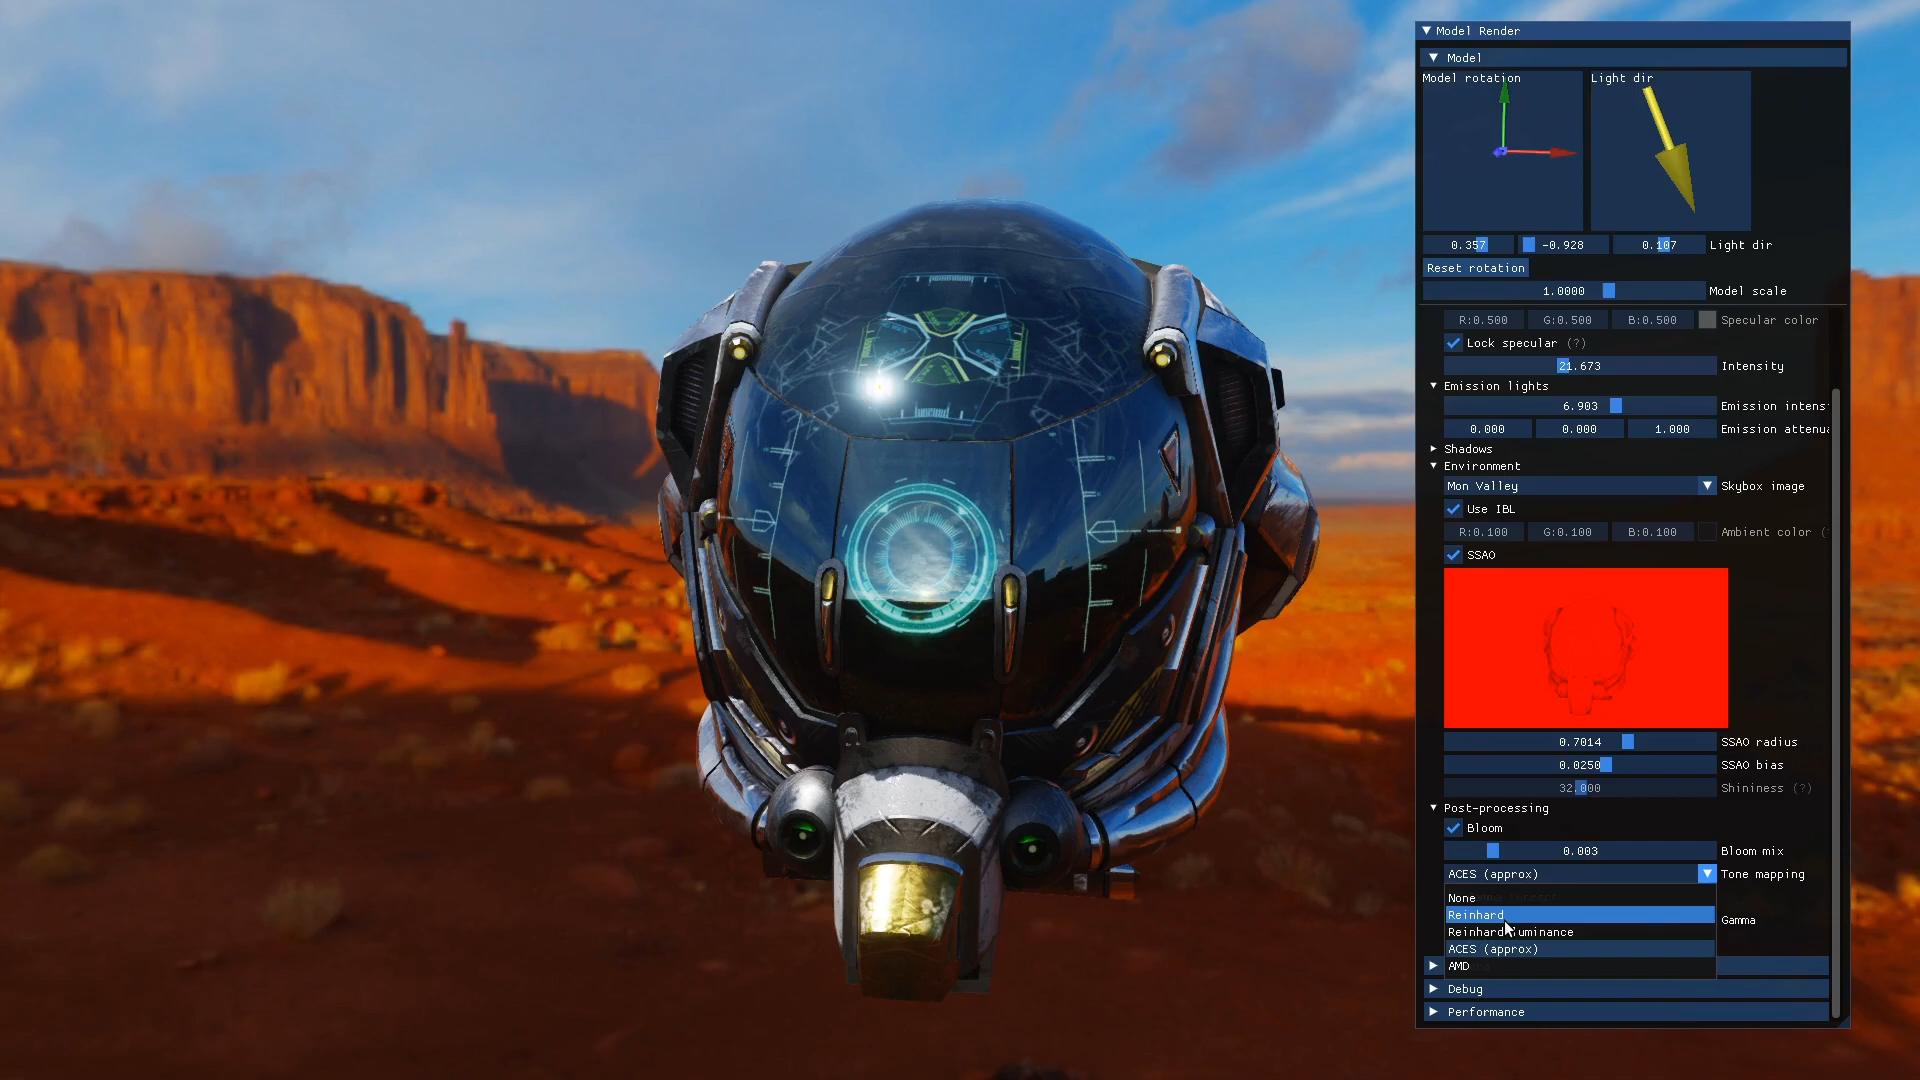 Model Render
Model
Model rotation Light dir
0.357 -0.928 0.107 Light dir
Reset rotation
1.0000 Model scale
R:0.500 G:0.500 B:0.500 Specular color
Lock specular (?)
21.673 Intensity
Emission lights
6.903 Emission intens
0.000 0.000 1.000 Emission attenua
Shadows
Environment
Mon Valley Skybox image
Use IBL
R:0.100 G:0.100 B:0.100 Ambient color (
SSAO
0.7014 SSAO radius
0.0250 SSAO bias
32.000 Shininess (?)
Post-processing
Bloom
0.003 Bloom mix
ACES (approx) Tone mapping
None
Reinhard
Gamma
Reinhard luminance
ACES (approx)
AMD
Debug
Performance